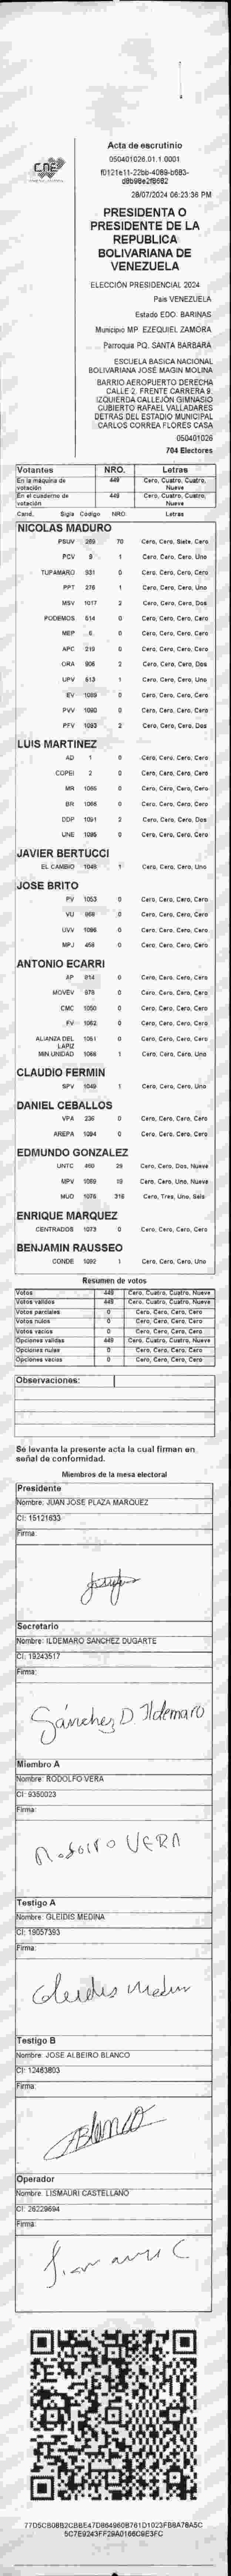 Acta de escrutinio
050401026.01.1.0001
f0121e11-22bb-4089-b683-
d8b98e2f8682
28/07/2024 06:23:36 PM
PRESIDENTA O
PRESIDENTE DE LA
REPUBLICA
BOLIVARIANA DE
VENEZUELA
ELECCIÓN PRESIDENCIAL 2024
CNE
Pais VENEZUELA
Estado EDO. BARINAS
Municipio MP. EZEQUIEL ZAMORA
Parroquia PQ. SANTA BARBARA
ESCUELA BASICA NACIONAL
BOLIVARIANA JOSÉ MAGIN MOLINA
BARRIO AEROPUERTO DERECHA
CALLE 2. FRENTE CARRERA 9
IZQUIERDA CALLEJÓN GIMNASIO
CUBIERTO RAFAEL VALLADARES
DETRAS DEL ESTADIO MUNICIPAL
CARLOS CORREA FLORES CASA
050401026
704 Electores
Votantes NRO. Letras
En la máquina de votación 449 Cero, Cuatro, Cuatro, Nueve
En el cuaderno de votación 449 Cero, Cuatro, Cuatro, Nueve
Cand. Sigla Código NRO. Letras
NICOLAS MADURO
PSUV 269 70 Cero, Cero, Siete, Cero
PCV 9 1 Cero, Cero, Cero, Uno
TUPAMARO 931 0 Cero, Cero, Cero, Cero
PPT 276 1 Cero, Cero, Cero, Uno
MSV 1017 2 Cero, Cero, Cero, Dos
PODEMOS 614 0 Cero, Cero, Cero, Cero
MEP 6 0 Cero, Cero, Cero, Cero
APC 219 0 Cero, Cero, Cero, Cero
ORA 906 2 Cero, Cero, Cero, Dos
UPV 513 1 Cero, Cero, Cero, Uno
EV 1089 0 Cero, Cero, Cero, Cero
PVV 1090 0 Cero, Cero, Cero, Cero
PFV 1093 2 Cero, Cero, Cero, Dos
LUIS MARTINEZ
AD 1 0 Cero, Cero, Cero, Cero
COPEI 2 0 Cero, Cero, Cero, Cero
MR 1065 0 Cero, Cero, Cero, Cero
BR 1066 0 Cero, Cero, Cero, Cero
DDP 1091 2 Cero, Cero, Cero, Dos
UNE 1095 0 Cero, Cero, Cero, Cero
JAVIER BERTUCCI
EL CAMBIO 1048 1 Cero, Cero, Cero, Uno
JOSE BRITO
PV 1053 0 Cero, Cero, Cero, Cero
VU 868 0 Cero, Cero, Cero, Cero
UVV 1096 0 Cero, Cero, Cero, Cero
MPJ 458 0 Cero, Cero, Cero, Cero
ANTONIO ECARRI
AP 914 0 Cero, Cero, Cero, Cero
MOVEV 979 0 Cero, Cero, Cero, Cero
CMC 1050 0 Cero, Cero, Cero, Cero
FV 1062 0 Cero, Cero, Cero, Cero
ALIANZA DEL LAPIZ 1051 0 Cero, Cero, Cero, Cero
MIN UNIDAD 1068 1 Cero, Cero, Cero, Uno
CLAUDIO FERMIN
SPV 1049 1 Cero, Cero, Cero, Uno
DANIEL CEBALLOS
VPA 236 0 Cero, Cero, Cero, Cero
AREPA 1094 0 Cero, Cero, Cero, Cero
EDMUNDO GONZALEZ
UNTC 460 29 Cero, Cero, Dos, Nueve
MPV 1089 19 Cero, Cero, Uno, Nueve
MUD 1076 316 Cero, Tres, Uno, Seis
ENRIQUE MARQUEZ
CENTRADOS 1073 0 Cero, Cero, Cero, Cero
BENJAMIN RAUSSEO
CONDE 1092 1 Cero, Cero, Cero, Uno
Resumen de votos
Votos 449 Cero, Cuatro, Cuatro, Nueve
Votos validos 449 Cero, Cuatro, Cuatro, Nueve
Votos parciales 0 Cero, Cero, Cero, Cero
Votos nulos 0 Cero, Cero, Cero, Cero
Votos vacios 0 Cero, Cero, Cero, Cero
Opciones validas 449 Cero, Cuatro, Cuatro, Nueve
Opciones nulas 0 Cero, Cero, Cero, Cero
Opciones vacias 0 Cero, Cero, Cero, Cero
Observaciones:
Sé levanta la presente acta la cual firman en
señal de conformidad.
Miembros de la mesa electoral
Presidente
Nombre: JUAN JOSE PLAZA MARQUEZ
CI: 15121633
Firma:
Secretario
Nombre: ILDEMARO SANCHEZ DUGARTE
CI: 19243517
Firma:
Sánchez D. Ildemaro
Miembro A
Nombre: RODOLFO VERA
CI: 9350023
Firma:
Rodolfo VERA
Testigo A
Nombre: GLEIDIS MEDINA
CI: 19057393
Firma:
Gleidis Medina
Testigo B
Nombre: JOSE ALBEIRO BLANCO
CI: 12463803
Firma:
Blanco
Operador
Nombre: LISMAURI CASTELLANO
CI: 26229694
Firma:
77D5CB08B2CBBE47D864960B761D1023FB8A78A5C
5C7E9243FF29A0166C9E3FC